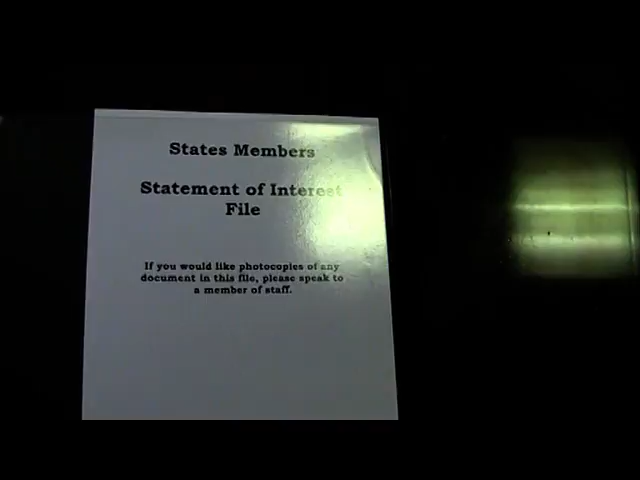 States Members
Statement of Interest
File
If you would like photocopies of any
document in this file, please speak to
a member of staff.